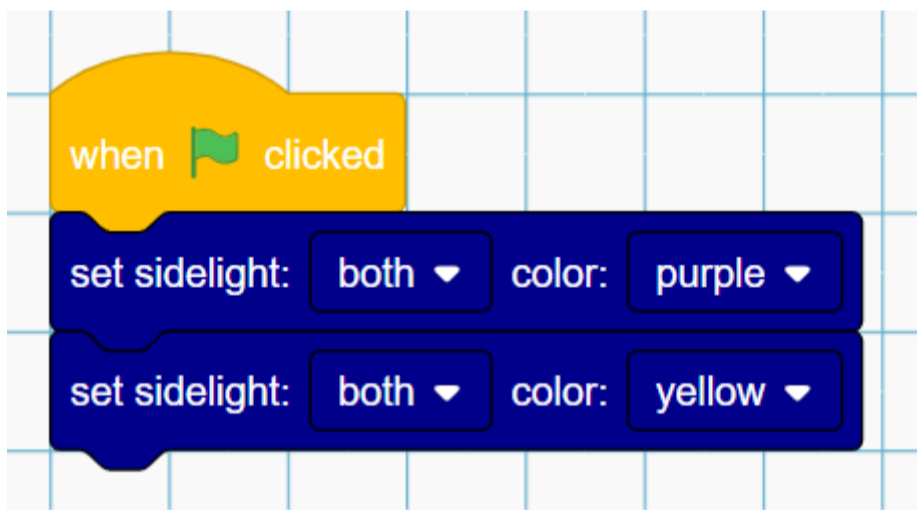 when clicked
set sidelight: both color: purple
set sidelight: both color: yellow